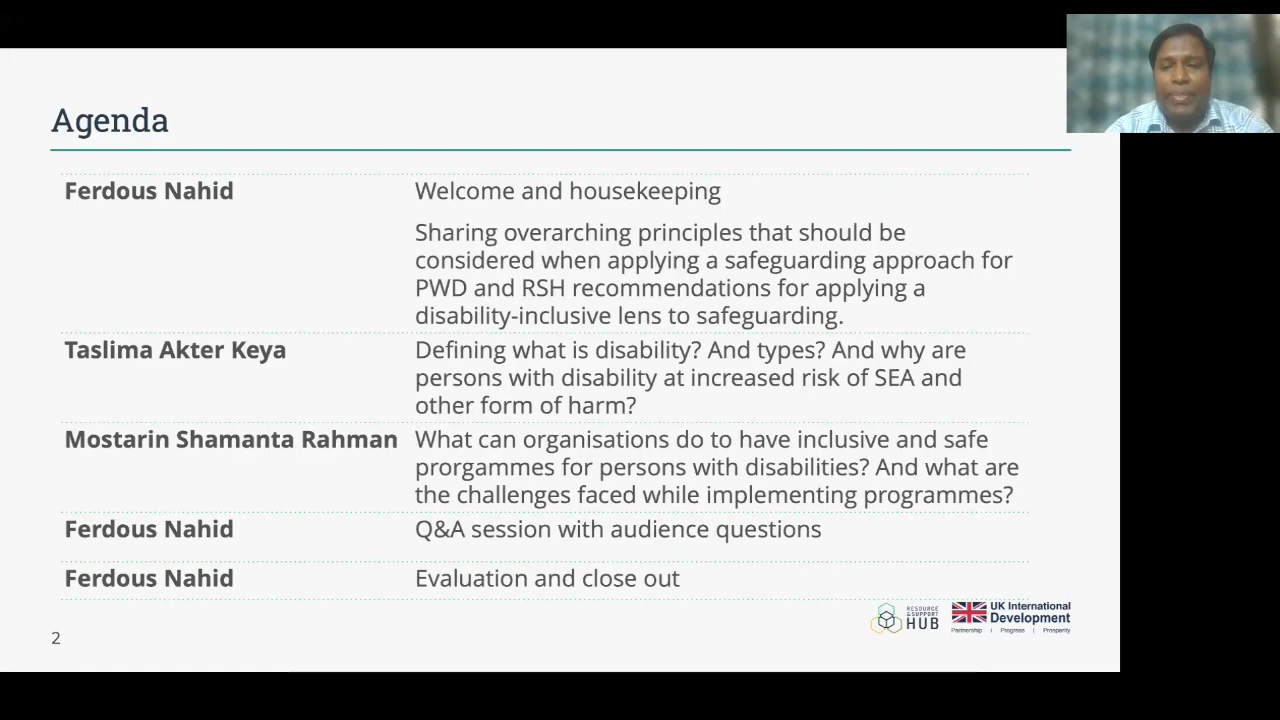 Agenda
Ferdous Nahid
Welcome and housekeeping
Sharing overarching principles that should be
considered when applying a safeguarding approach for
PWD and RSH recommendations for applying a
disability-inclusive lens to safeguarding.
Taslima Akter Keya
Defining what is disability? And types? And why are
persons with disability at increased risk of SEA and
other form of harm?
Mostarin Shamanta Rahman
What can organisations do to have inclusive and safe
prorgammes for persons with disabilities? And what are
the challenges faced while implementing programmes?
Ferdous Nahid
Q&A session with audience questions
Ferdous Nahid
Evaluation and close out
2
RESOURCE
& SUPPORT
HUB
UK International
Development
Partnership | Progress | Prosperity